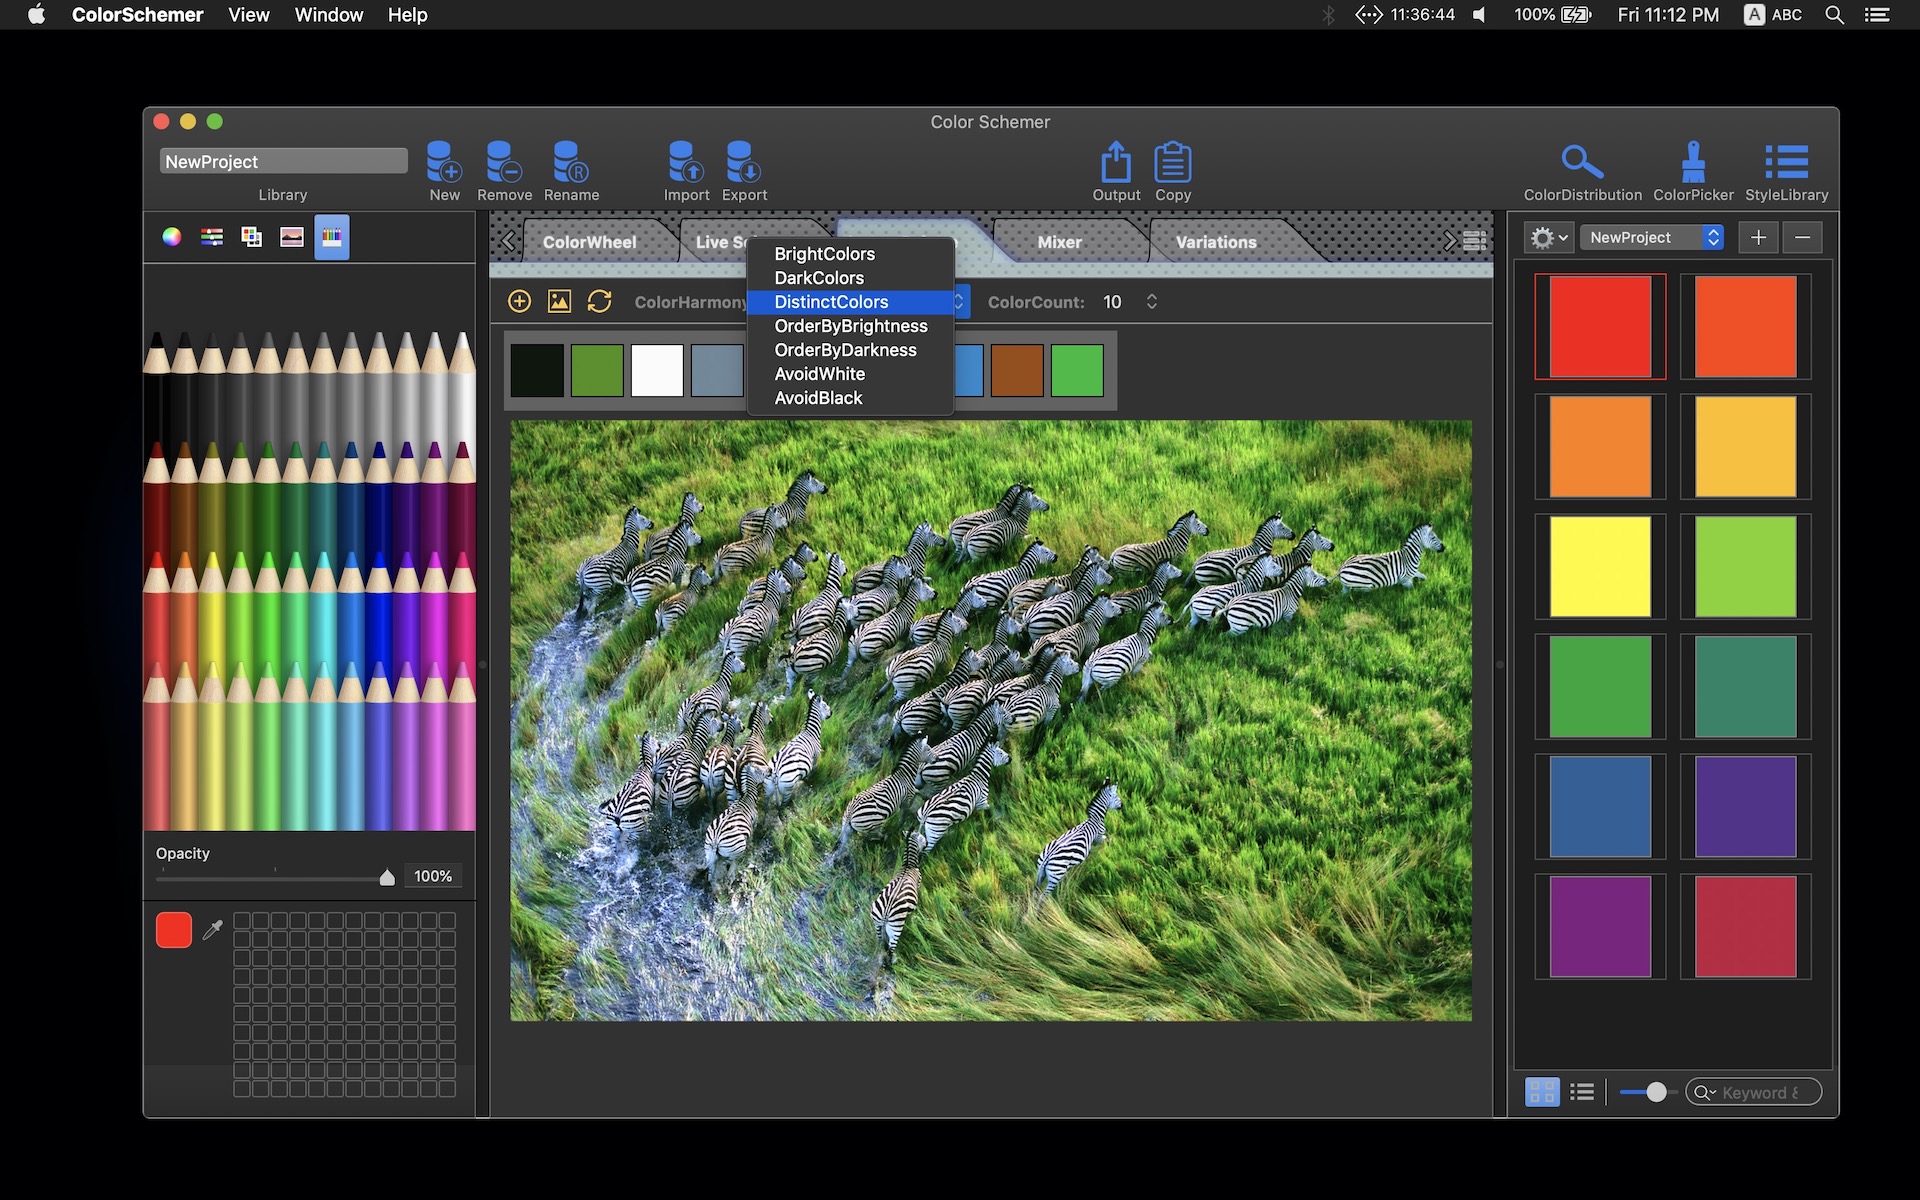 ColorSchemer View Window Help 11:36:44 100% Fri 11:12 PM A ABC
Color Schemer
NewProject
Library New Remove Rename Import Export Output Copy ColorDistribution ColorPicker StyleLibrary
ColorWheel Live Mixer Variations
NewProject
ColorHarmony ColorCount: 10
BrightColors
DarkColors
DistinctColors
OrderByBrightness
OrderByDarkness
AvoidWhite
AvoidBlack
Opacity
100%
Keyword